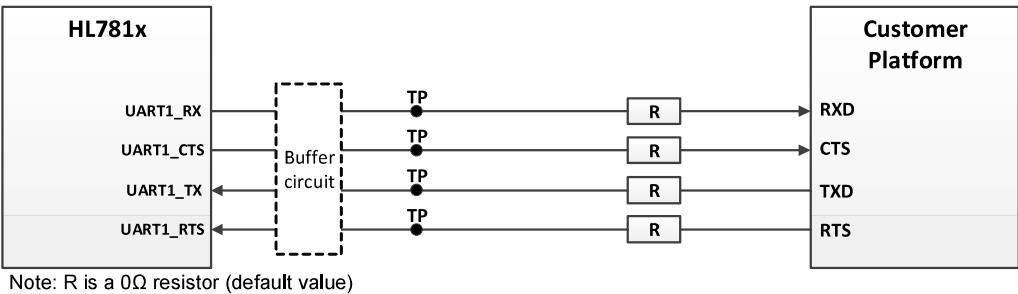 HL781x
Customer
Platform
UART1_RX
TP
R
RXD
UART1_CTS
TP
R
CTS
Buffer
circuit
UART1_TX
TP
R
TXD
UART1_RTS
TP
R
RTS
Note: R is a 0Ω resistor (default value)